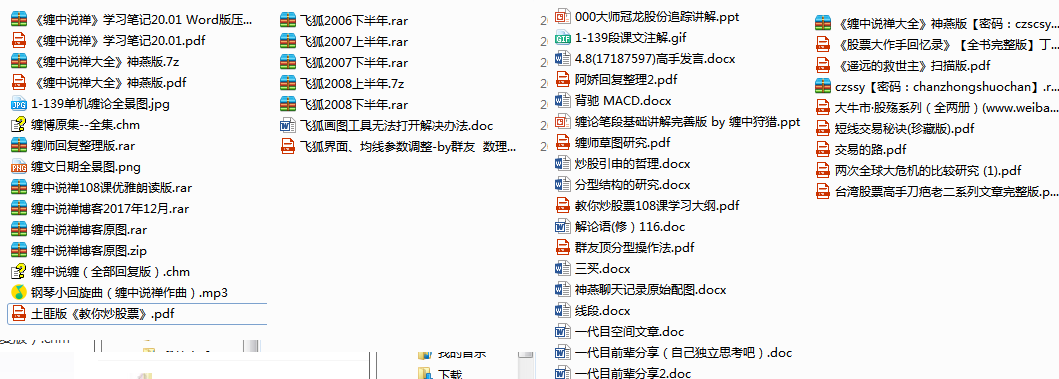 《缠中说禅》学习笔记20.01 Word版压...
《缠中说禅》学习笔记20.01.pdf
《缠中说禅大全》神燕版.7z
《缠中说禅大全》神燕版.pdf
1-139单机缠论全景图.jpg
缠博原集--全集.chm
缠师回复整理版.rar
缠文日期全景图.png
缠中说禅108课优雅朗读版.rar
缠中说禅博客2017年12月.rar
缠中说禅博客原图.rar
缠中说禅博客原图.zip
缠中说缠（全部回复版）.chm
钢琴小回旋曲（缠中说禅作曲）.mp3
土匪版《教你炒股票》.pdf
飞狐2006下半年.rar
飞狐2007上半年.rar
飞狐2007下半年.rar
飞狐2008上半年.7z
飞狐2008下半年.rar
飞狐画图工具无法打开解决办法.doc
飞狐界面、均线参数调整-by群友 数理...
000大师冠龙股份追踪讲解.ppt
1-139段课文注解.gif
4.8(17187597)高手发言.docx
阿娇回复整理2.pdf
背驰 MACD.docx
缠论笔段基础讲解完善版 by 缠中狩猎.ppt
缠师草图研究.pdf
炒股引申的哲理.docx
分型结构的研究.docx
教你炒股票108课学习大纲.pdf
解论语(修）116.doc
群友顶分型操作法.pdf
三买.docx
神燕聊天记录原始配图.docx
线段.docx
一代目空间文章.doc
一代目前辈分享（自己独立思考吧）.doc
一代目前辈分享2.doc
《缠中说禅大全》神燕版【密码：czscsy...
《股票大作手回忆录》【全书完整版】丁...
《遥远的救世主》扫描版.pdf
czssy【密码：chanzhongshuochan】.r...
大牛市·股殇系列（全两册）(www.weiba...
短线交易秘诀(珍藏版).pdf
交易的路.pdf
两次全球大危机的比较研究 (1).pdf
台湾股票高手刀疤老二系列文章完整版.p...
我的音乐
下载